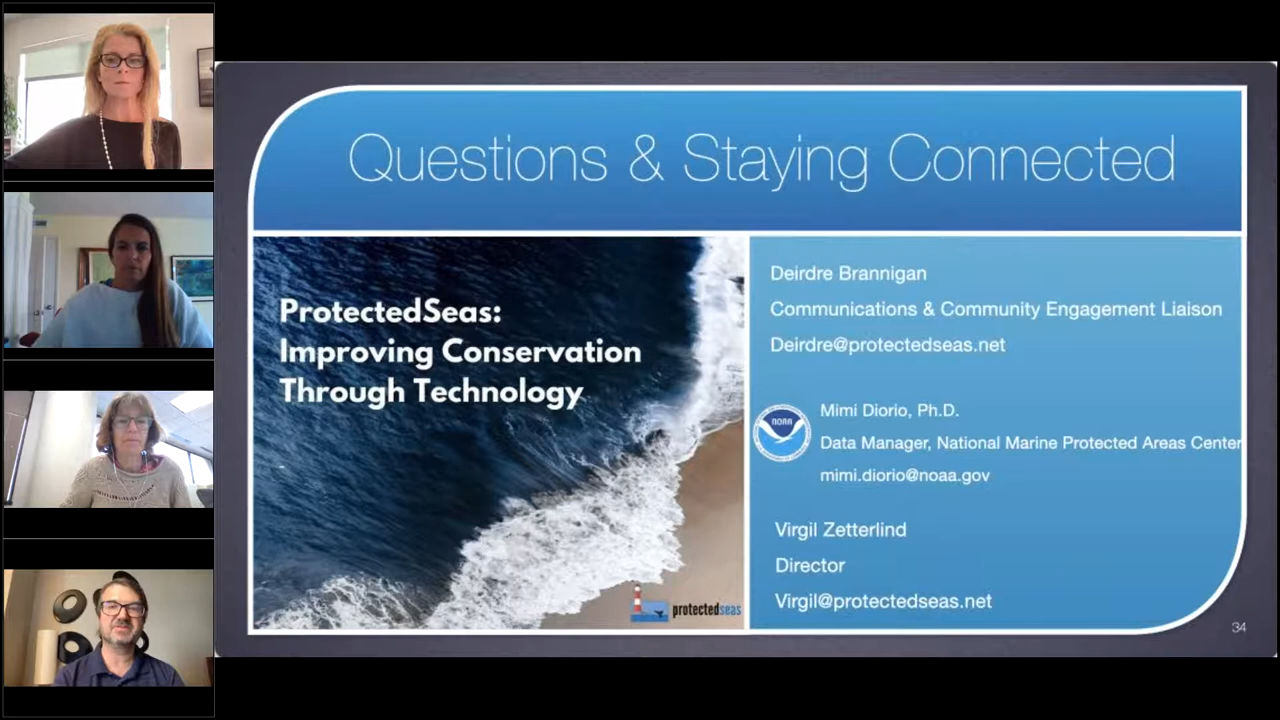 Questions & Staying Connected
ProtectedSeas:
Improving Conservation
Through Technology
protectedseas
Deirdre Brannigan
Communications & Community Engagement Liaison
Deirdre@protectedseas.net
NOAA
Mimi Diorio, Ph.D.
Data Manager, National Marine Protected Areas Center
mimi.diorio@noaa.gov
Virgil Zetterlind
Director
Virgil@protectedseas.net
34